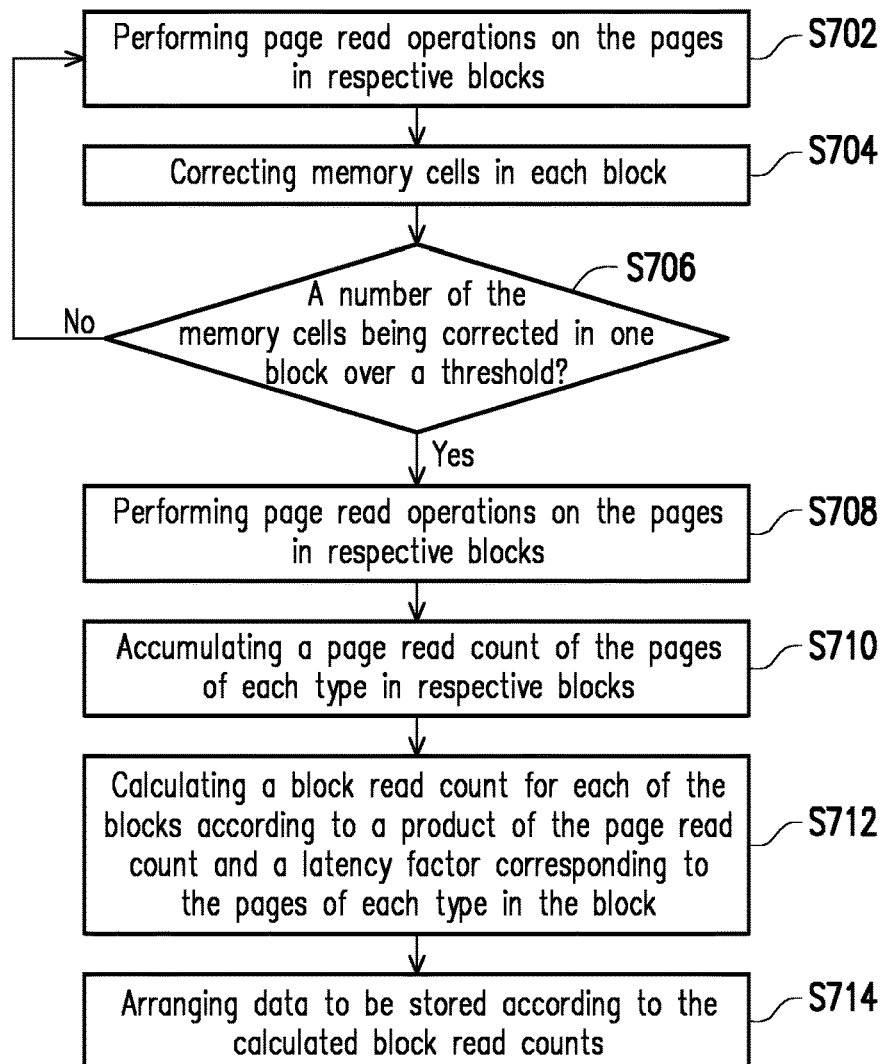 Performing page read operations on the pages
in respective blocks
S702
Correcting memory cells in each block
S704
S706
A number of the
memory cells being corrected in one
block over a threshold?
No
Yes
Performing page read operations on the pages
in respective blocks
S708
Accumulating a page read count of the pages
of each type in respective blocks
S710
Calculating a block read count for each of the
blocks according to a product of the page read
count and a latency factor corresponding to
the pages of each type in the block
S712
Arranging data to be stored according to the
calculated block read counts
S714